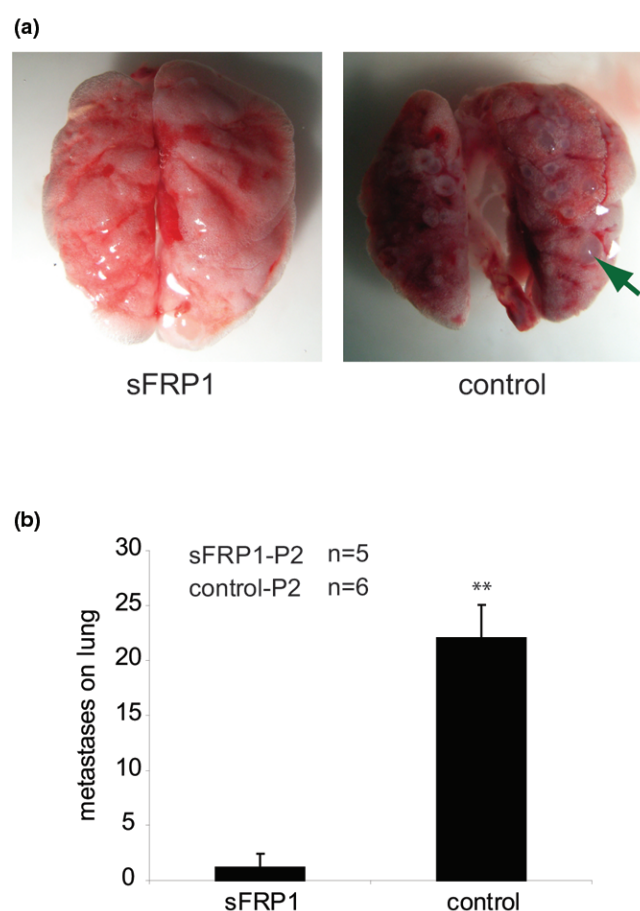 (a)
sFRP1 control
(b)
metastases on lung
30
25
20
15
10
5
0
sFRP1-P2 n=5
control-P2 n=6
**
sFRP1 control